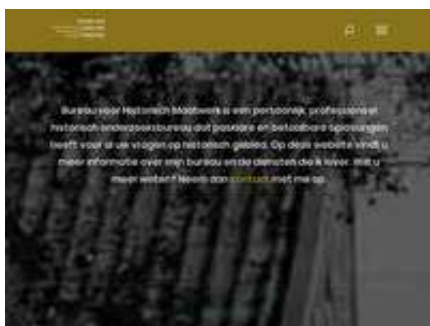 Bureau voor Historisch Maatwerk is een persoonlijk, professioneel
historisch onderzoeksbureau dat pasklare en betaalbare oplossingen
heeft voor al uw vragen op historisch gebied. Op deze website vindt u
meer informatie over mijn bureau en de diensten die ik lever. Wilt u
meer weten? Neem dan contact met me op.